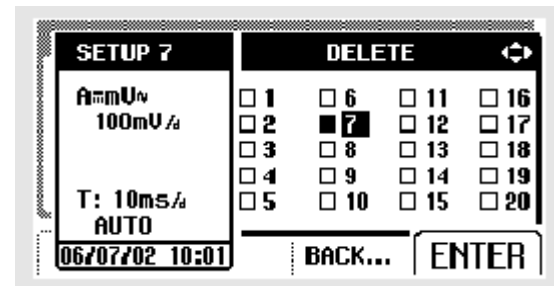 SETUP 7
DELETE
A≂mV∿
100mV/d
T: 10ms/d
AUTO
06/07/02 10:01
1 6 11 16
2 7 12 17
3 8 13 18
4 9 14 19
5 10 15 20
BACK... ENTER